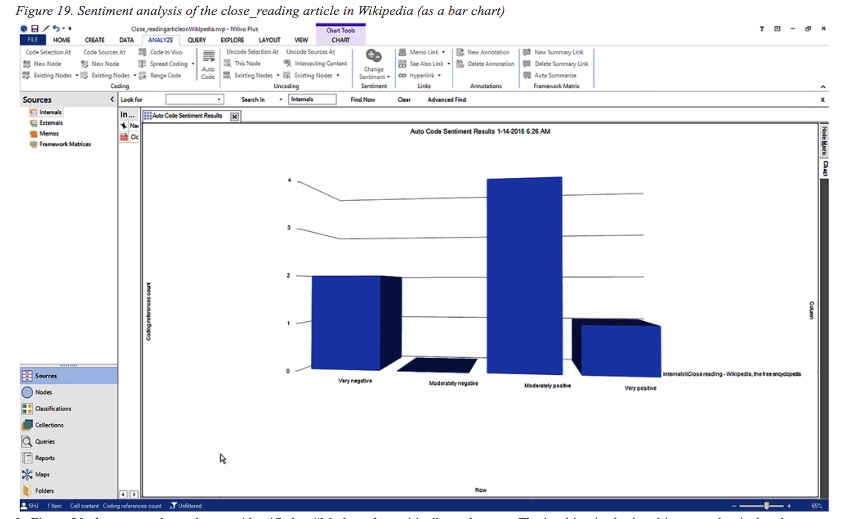 Figure 19. Sentiment analysis of the close_reading article in Wikipedia (as a bar chart)
Close_readingarticleonWikipedia.nvp - NVivo Plus
Chart Tools
FILE HOME CREATE DATA ANALYZE QUERY EXPLORE LAYOUT VIEW CHART
Code Selection At Code Sources At Code In Vivo Uncode Selection At Uncode Sources At Memo Link New Annotation New Summary Link
New Node New Node Spread Coding This Node Intersecting Content See Also Link Delete Annotation Delete Summary Link
Existing Nodes Existing Nodes Range Code Auto Code Existing Nodes Existing Nodes Change Sentiment Hyperlink Auto Summarize
Coding Uncoding Sentiment Links Annotations Framework Matrix
Sources Look for Search In Internals Find Now Clear Advanced Find x
Internals
Externals
Memos
Framework Matrices
In...
Na
Clo
Auto Code Sentiment Results
Node Matrix
Chart
Auto Code Sentiment Results 1-14-2016 6:26 AM
4
3
2
1
0
Coding references count
Column
Very negative
Moderately negative
Moderately positive
Very positive
Internals\\Close reading - Wikipedia, the free encyclopedia
Row
Sources
Nodes
Classifications
Collections
Queries
Reports
Maps
Folders
SHJ 1 Item Cell content: Coding references count Unfiltered 65%